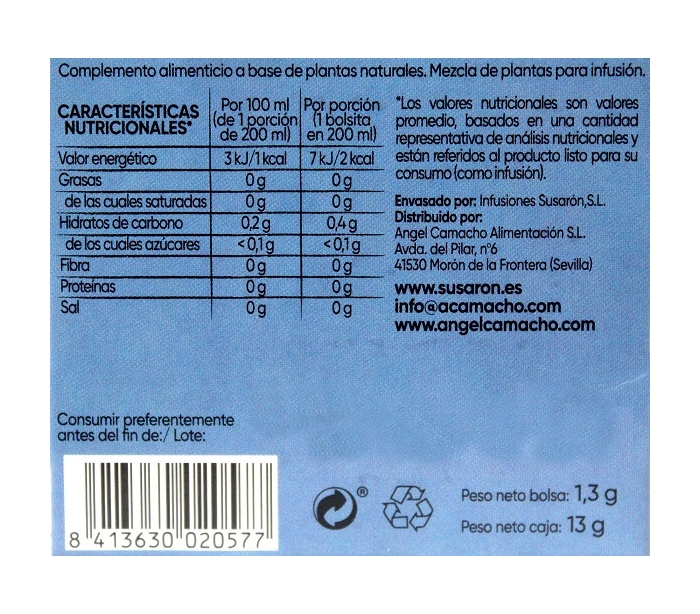 Complemento alimenticio a base de plantas naturales. Mezcla de plantas para infusión.
CARACTERÍSTICAS NUTRICIONALES* | Por 100 ml (de 1 porción de 200 ml) | Por porción (1 bolsita en 200 ml)
Valor energético 3 kJ/1 kcal 7 kJ/2 kcal
Grasas 0 g 0 g
de las cuales saturadas 0 g 0 g
Hidratos de carbono 0,2 g 0,4 g
de los cuales azúcares <0,1 g <0,1 g
Fibra 0 g 0 g
Proteínas 0 g 0 g
Sal 0 g 0 g
*Los valores nutricionales son valores
promedio, basados en una cantidad
representativa de análisis nutricionales y
están referidos al producto listo para su
consumo (como infusión).
Envasado por: Infusiones Susarón,S.L.
Distribuido por:
Angel Camacho Alimentación S.L.
Avda. del Pilar, nº6
41530 Morón de la Frontera (Sevilla)
www.susaron.es
info@acamacho.com
www.angelcamacho.com
Consumir preferentemente
antes del fin de:/ Lote:
8 413630 020577
®
Peso neto bolsa: 1,3 g
Peso neto caja: 13 g